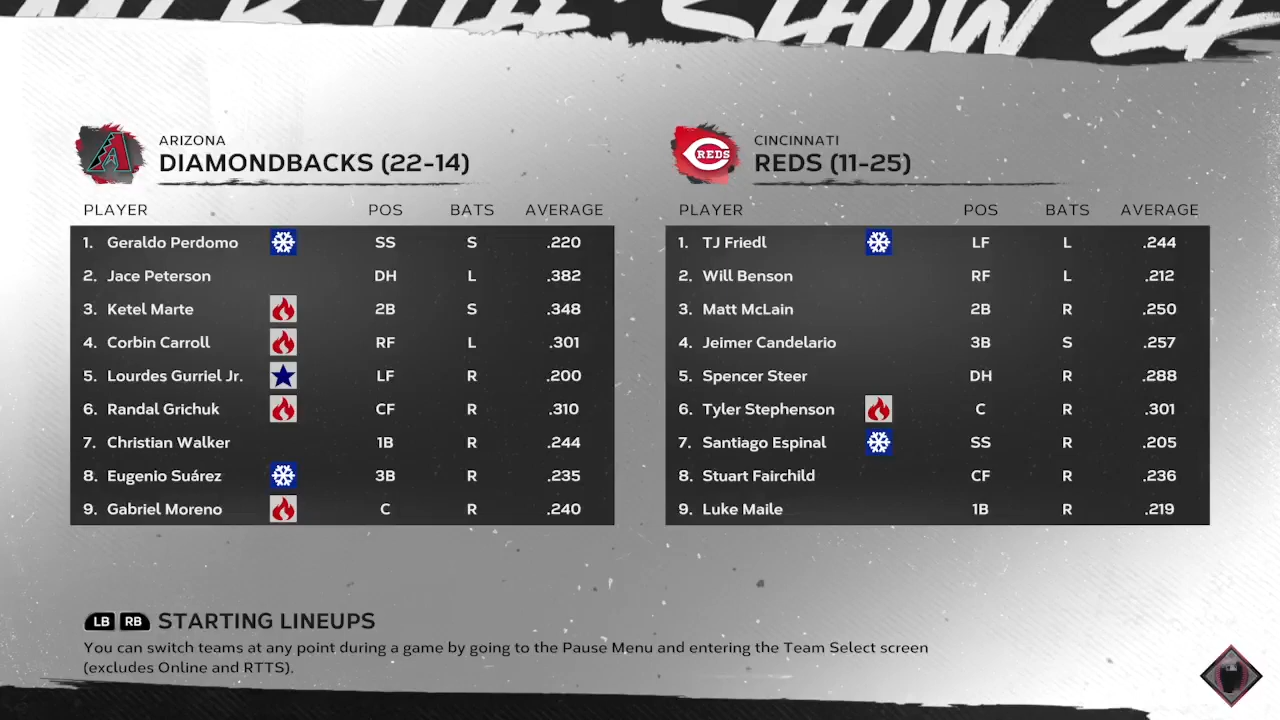 MLB THE SHOW 24
ARIZONA
DIAMONDBACKS (22-14)
PLAYER POS BATS AVERAGE
1. Geraldo Perdomo SS S .220
2. Jace Peterson DH L .382
3. Ketel Marte 2B S .348
4. Corbin Carroll RF L .301
5. Lourdes Gurriel Jr. LF R .200
6. Randal Grichuk CF R .310
7. Christian Walker 1B R .244
8. Eugenio Suárez 3B R .235
9. Gabriel Moreno C R .240
REDS
CINCINNATI
REDS (11-25)
PLAYER POS BATS AVERAGE
1. TJ Friedl LF L .244
2. Will Benson RF L .212
3. Matt McLain 2B R .250
4. Jeimer Candelario 3B S .257
5. Spencer Steer DH R .288
6. Tyler Stephenson C R .301
7. Santiago Espinal SS R .205
8. Stuart Fairchild CF R .236
9. Luke Maile 1B R .219
LB RB STARTING LINEUPS
You can switch teams at any point during a game by going to the Pause Menu and entering the Team Select screen
(excludes Online and RTTS).